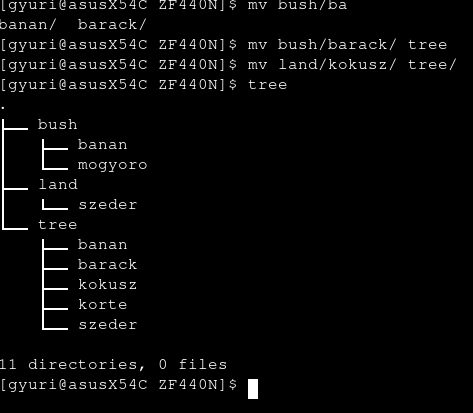 [gyuri@asusX54C ZF440N]$ mv bush/ba
banan/  barack/
[gyuri@asusX54C ZF440N]$ mv bush/barack/ tree
[gyuri@asusX54C ZF440N]$ mv land/kokusz/ tree/
[gyuri@asusX54C ZF440N]$ tree
.
├── bush
│   ├── banan
│   └── mogyoro
├── land
│   └── szeder
└── tree
    ├── banan
    ├── barack
    ├── kokusz
    ├── korte
    └── szeder
11 directories, 0 files
[gyuri@asusX54C ZF440N]$